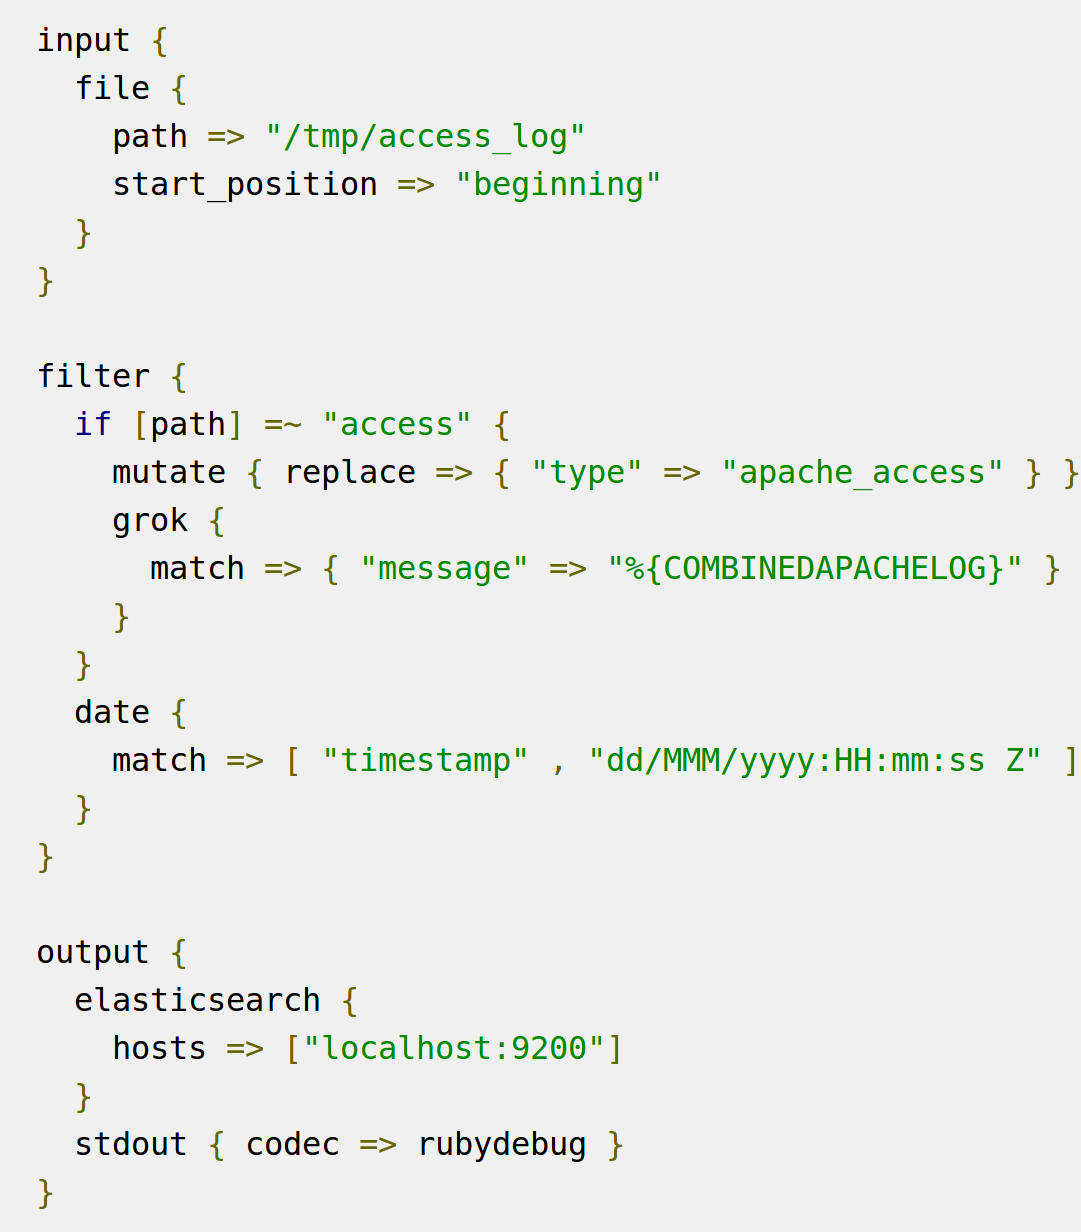 input {
  file {
    path => "/tmp/access_log"
    start_position => "beginning"
  }
}

filter {
  if [path] =~ "access" {
    mutate { replace => { "type" => "apache_access" } }
    grok {
      match => { "message" => "%{COMBINEDAPACHELOG}" }
    }
  }
  date {
    match => [ "timestamp" , "dd/MMM/yyyy:HH:mm:ss Z" ]
  }
}

output {
  elasticsearch {
    hosts => ["localhost:9200"]
  }
  stdout { codec => rubydebug }
}